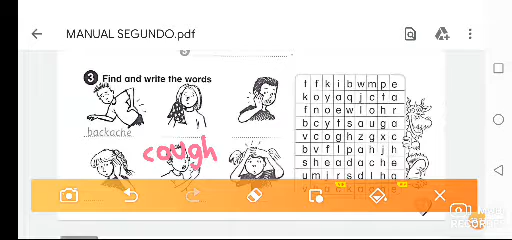 MANUAL SEGUNDO.pdf
3 Find and write the words
backache
cough
t f k i b w m p e
k o y a q j c t a
f n o e w i o h r
b c y t s a u g a
v c o g h z g x c
b v f l p a h j h
s h e a d a c h e
u m i r s d l h a